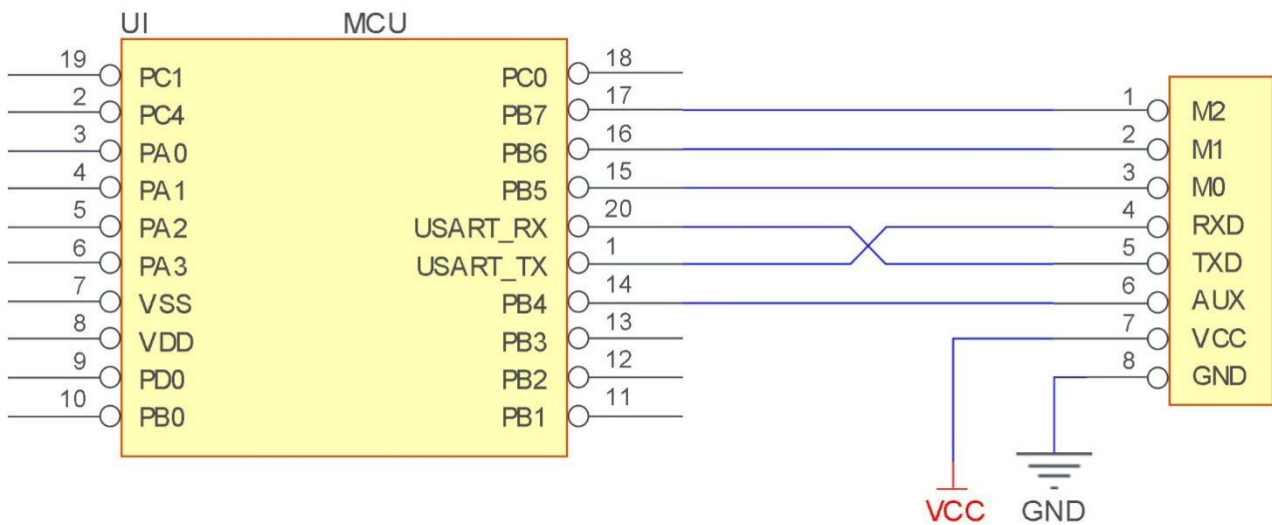 UI MCU
19 PC1 PC0 18
2 PC4 PB7 17 1 M2
3 PA0 PB6 16 2 M1
4 PA1 PB5 15 3 M0
5 PA2 USART_RX 20 4 RXD
6 PA3 USART_TX 1 5 TXD
7 VSS PB4 14 6 AUX
8 VDD PB3 13 7 VCC
9 PD0 PB2 12 8 GND
10 PB0 PB1 11
VCC GND